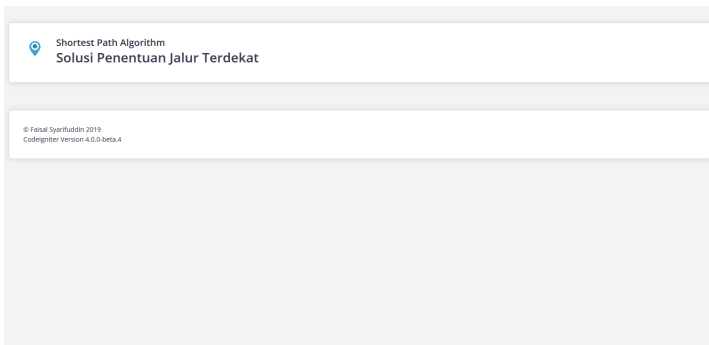 Shortest Path Algorithm
Solusi Penentuan Jalur Terdekat
© Faisal Syarifuddin 2019
CodeIgniter Version 4.0.0-beta.4